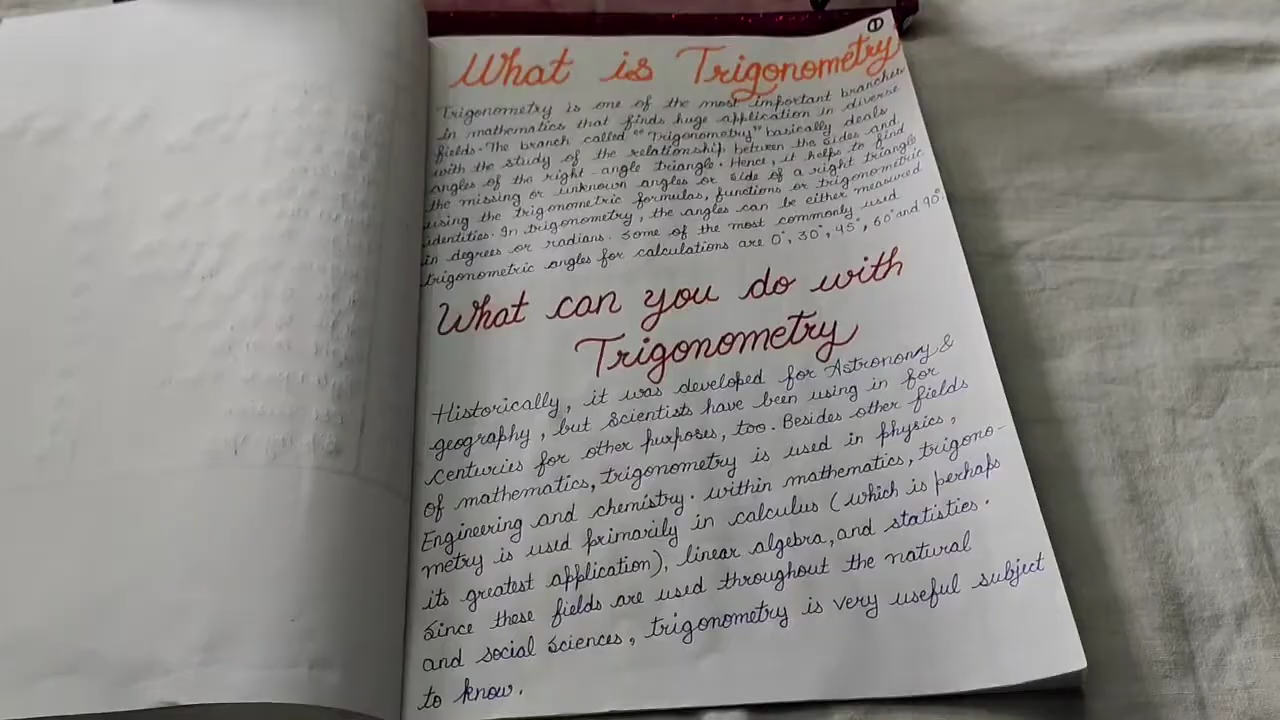 ①
What is Trigonometry
Trigonometry is one of the most important branches
in mathematics that finds huge application in diverse
fields. The branch called "Trigonometry" basically deals
with the study of the relationship between the sides and
angles of the right-angle triangle. Hence, it helps to find
the missing or unknown angles or side of a right triangle
using the trigonometric formulas, functions or trigonometric
identities. In trigonometry, the angles can be either measured
in degrees or radians. Some of the most commonly used
trigonometric angles for calculations are 0°, 30°, 45°, 60° and 90°.
What can you do with
Trigonometry
Historically, it was developed for Astronomy &
geography, but scientists have been using in for
centuries for other purposes, too. Besides other fields
of mathematics, trigonometry is used in physics,
Engineering and chemistry. within mathematics, trigono-
metry is used primarily in calculus (which is perhaps
its greatest application), linear algebra, and statistics.
Since these fields are used throughout the natural
and social sciences, trigonometry is very useful subject
to know.